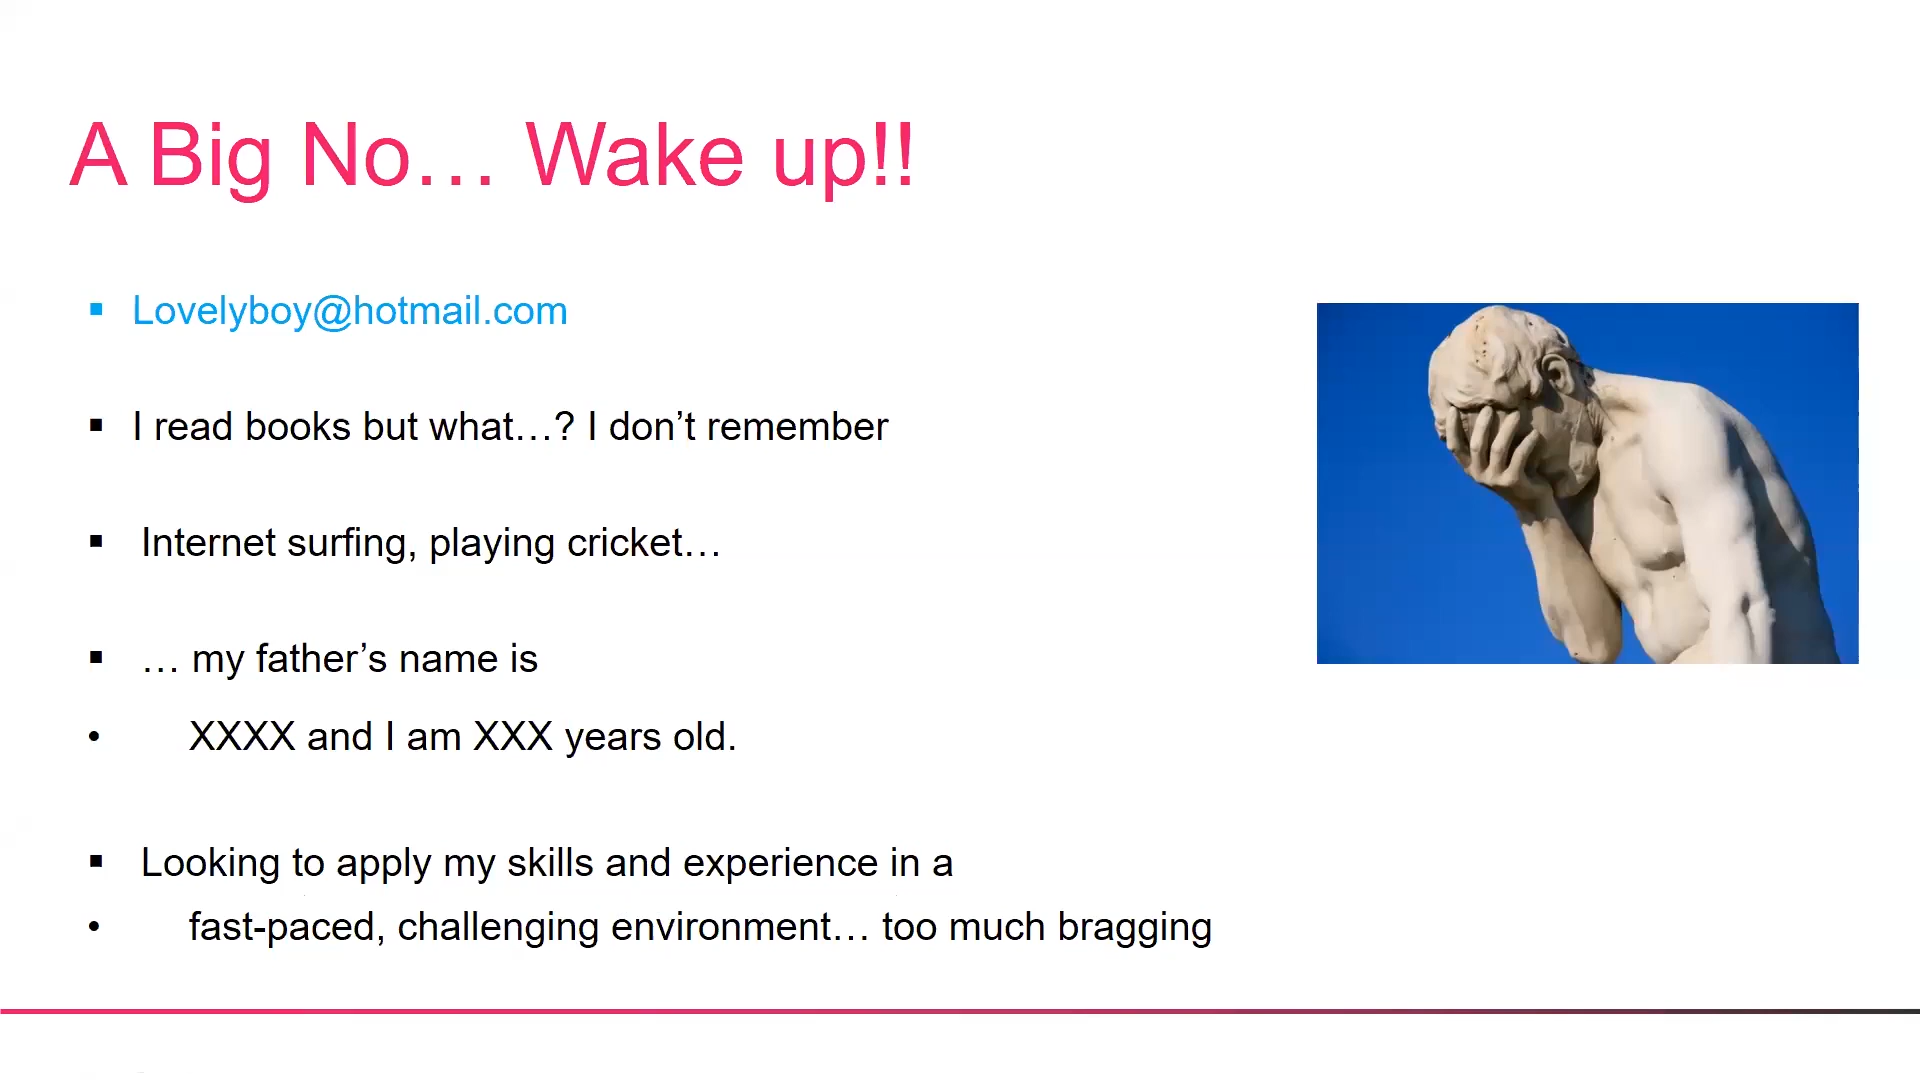 A Big No… Wake up!!
Lovelyboy@hotmail.com
I read books but what…? I don’t remember
Internet surfing, playing cricket…
… my father’s name is
XXXX and I am XXX years old.
Looking to apply my skills and experience in a
fast-paced, challenging environment… too much bragging